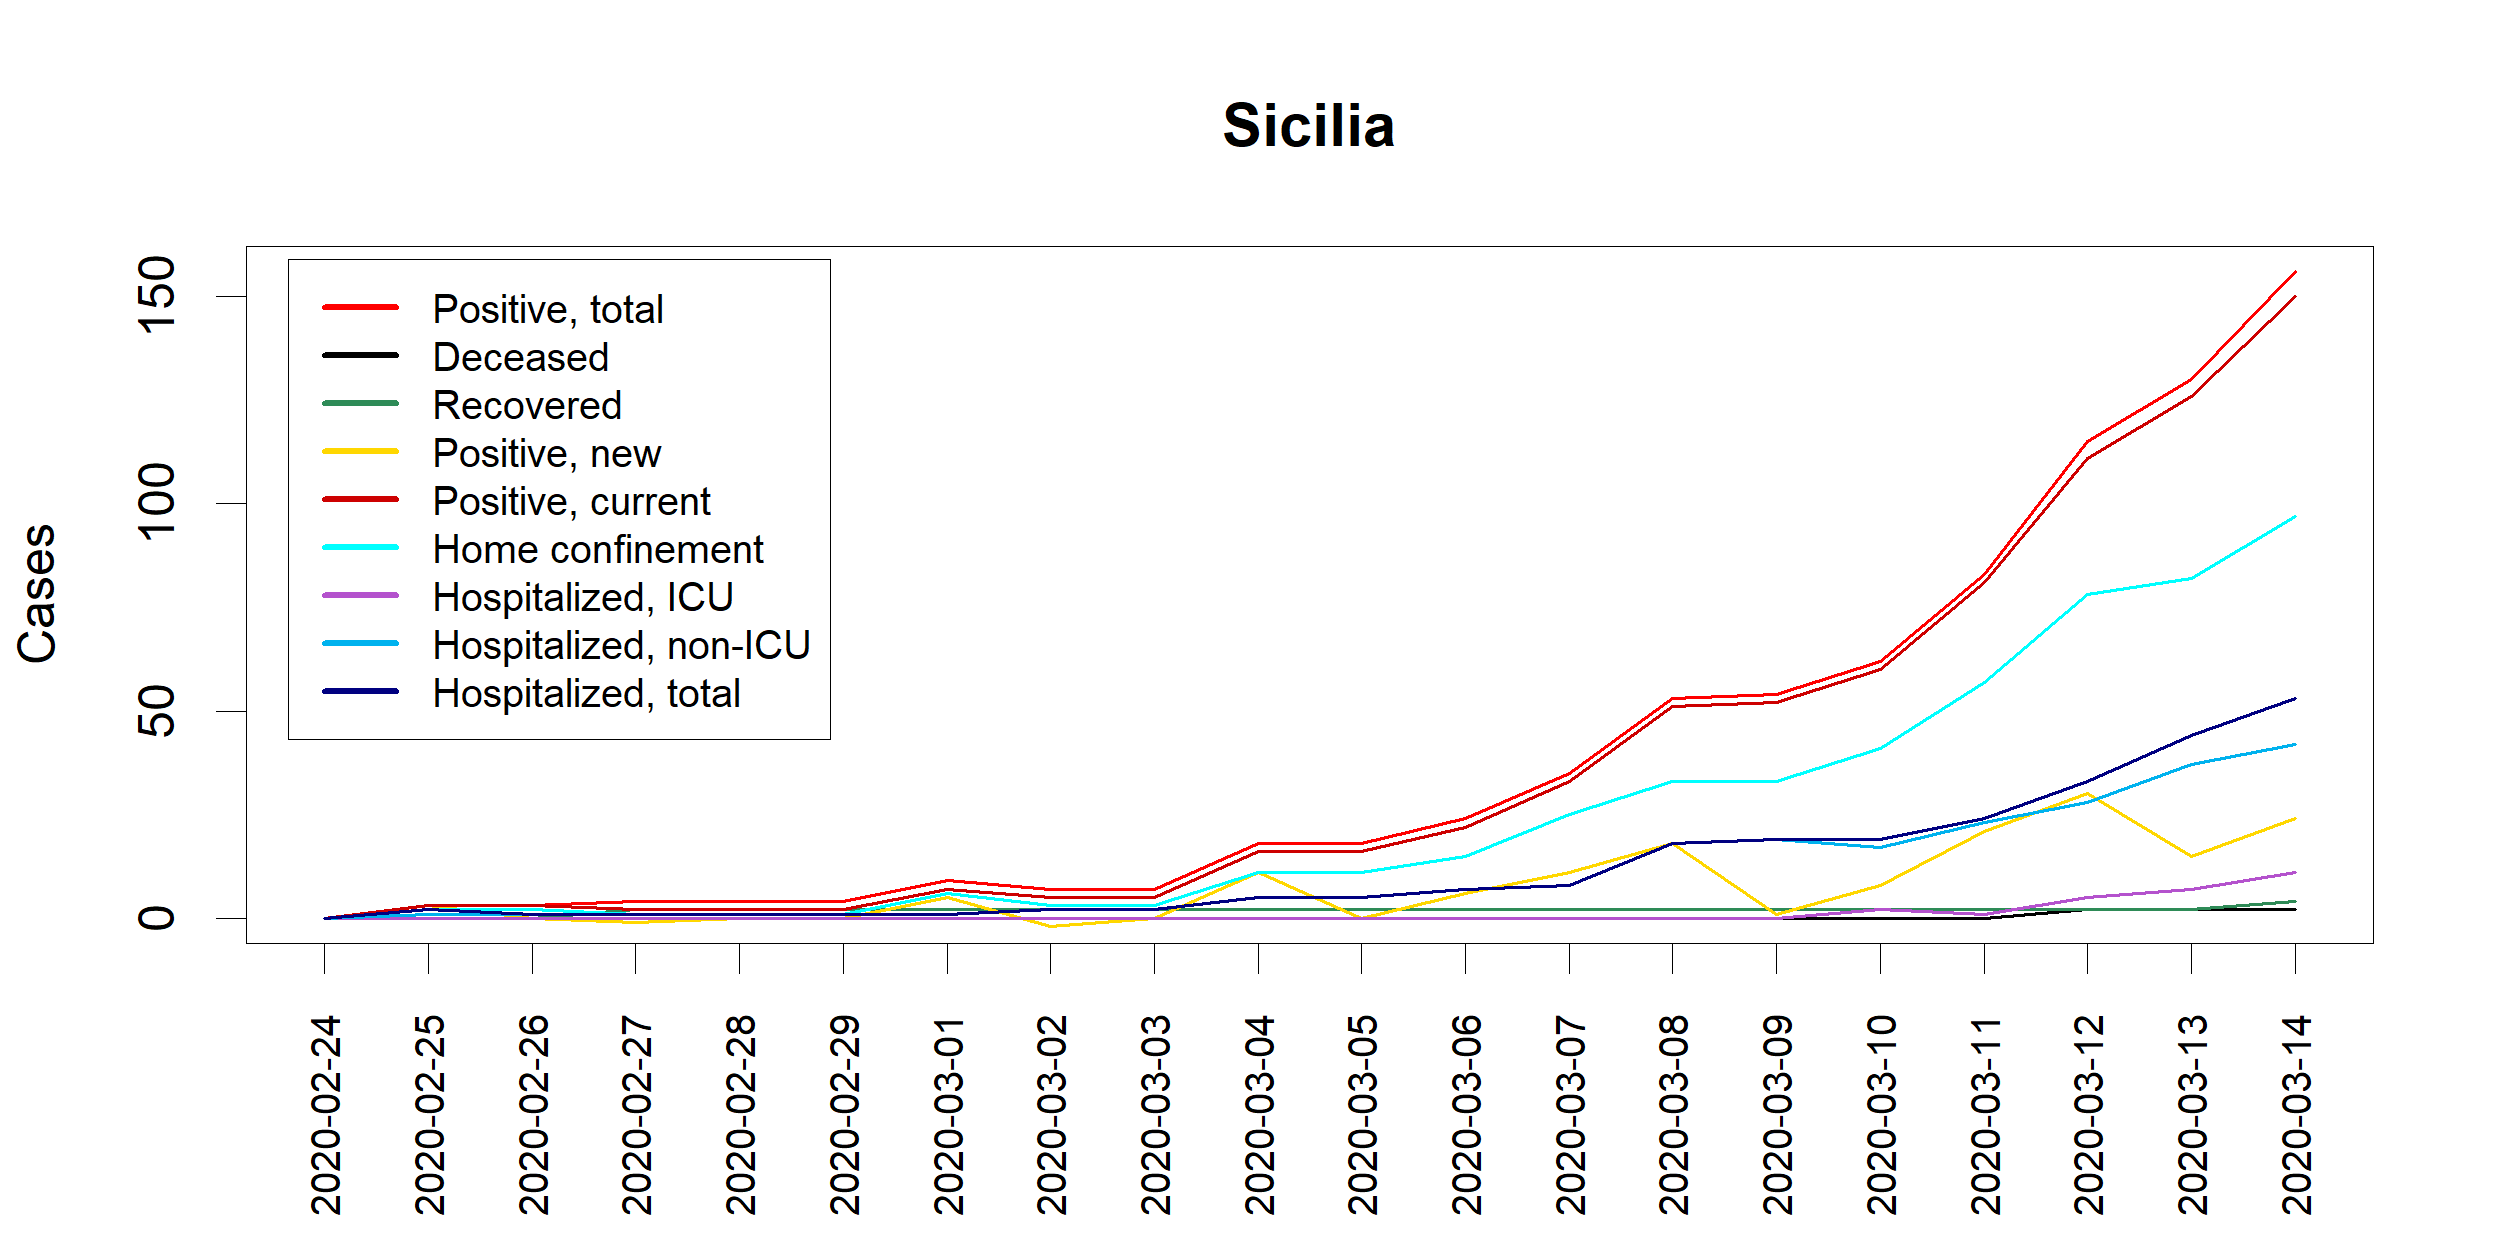 Sicilia
Cases
150
100
50
0
Positive, total
Deceased
Recovered
Positive, new
Positive, current
Home confinement
Hospitalized, ICU
Hospitalized, non-ICU
Hospitalized, total
2020-02-24
2020-02-25
2020-02-26
2020-02-27
2020-02-28
2020-02-29
2020-03-01
2020-03-02
2020-03-03
2020-03-04
2020-03-05
2020-03-06
2020-03-07
2020-03-08
2020-03-09
2020-03-10
2020-03-11
2020-03-12
2020-03-13
2020-03-14